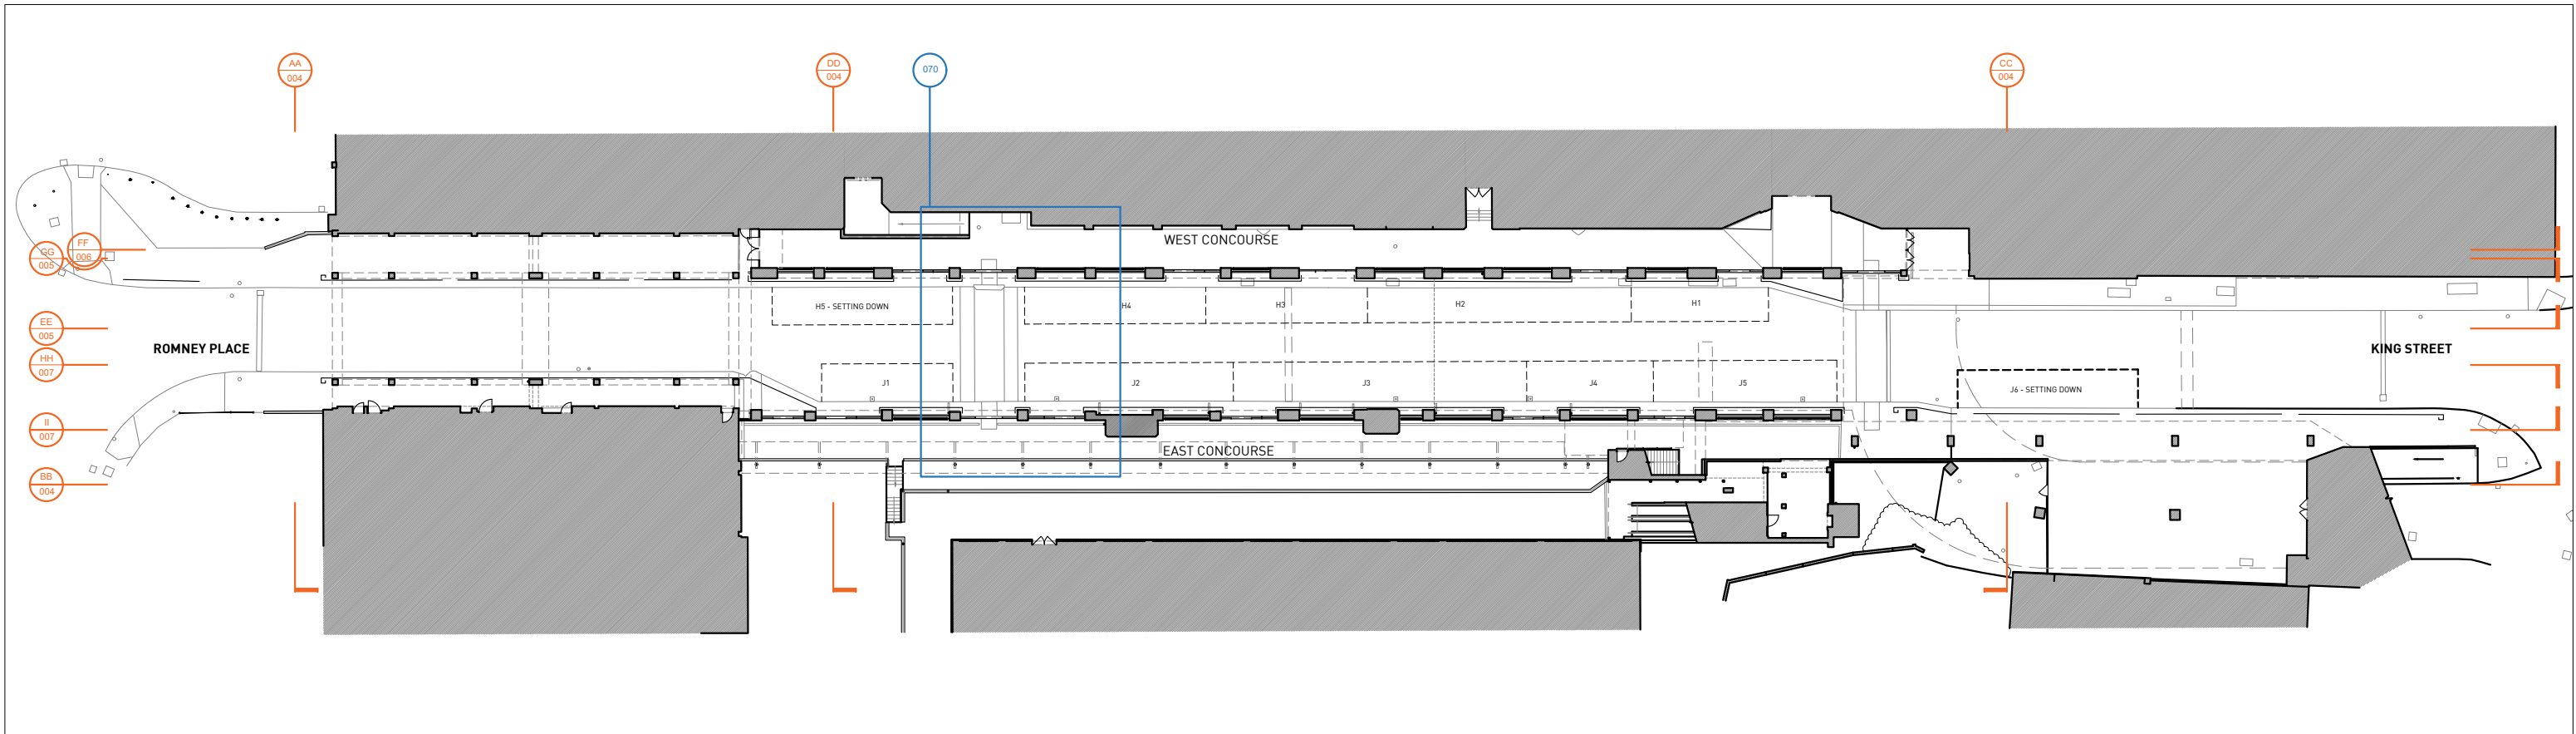 AA
004
DD
004
070
CC
004
WEST CONCOURSE
FF
006
GG
005
H5 - SETTING DOWN
H4
H3
H2
H1
EE
005
ROMNEY PLACE
KING STREET
HH
007
J1
J2
J3
J4
J5
J6 - SETTING DOWN
II
007
EAST CONCOURSE
BB
004